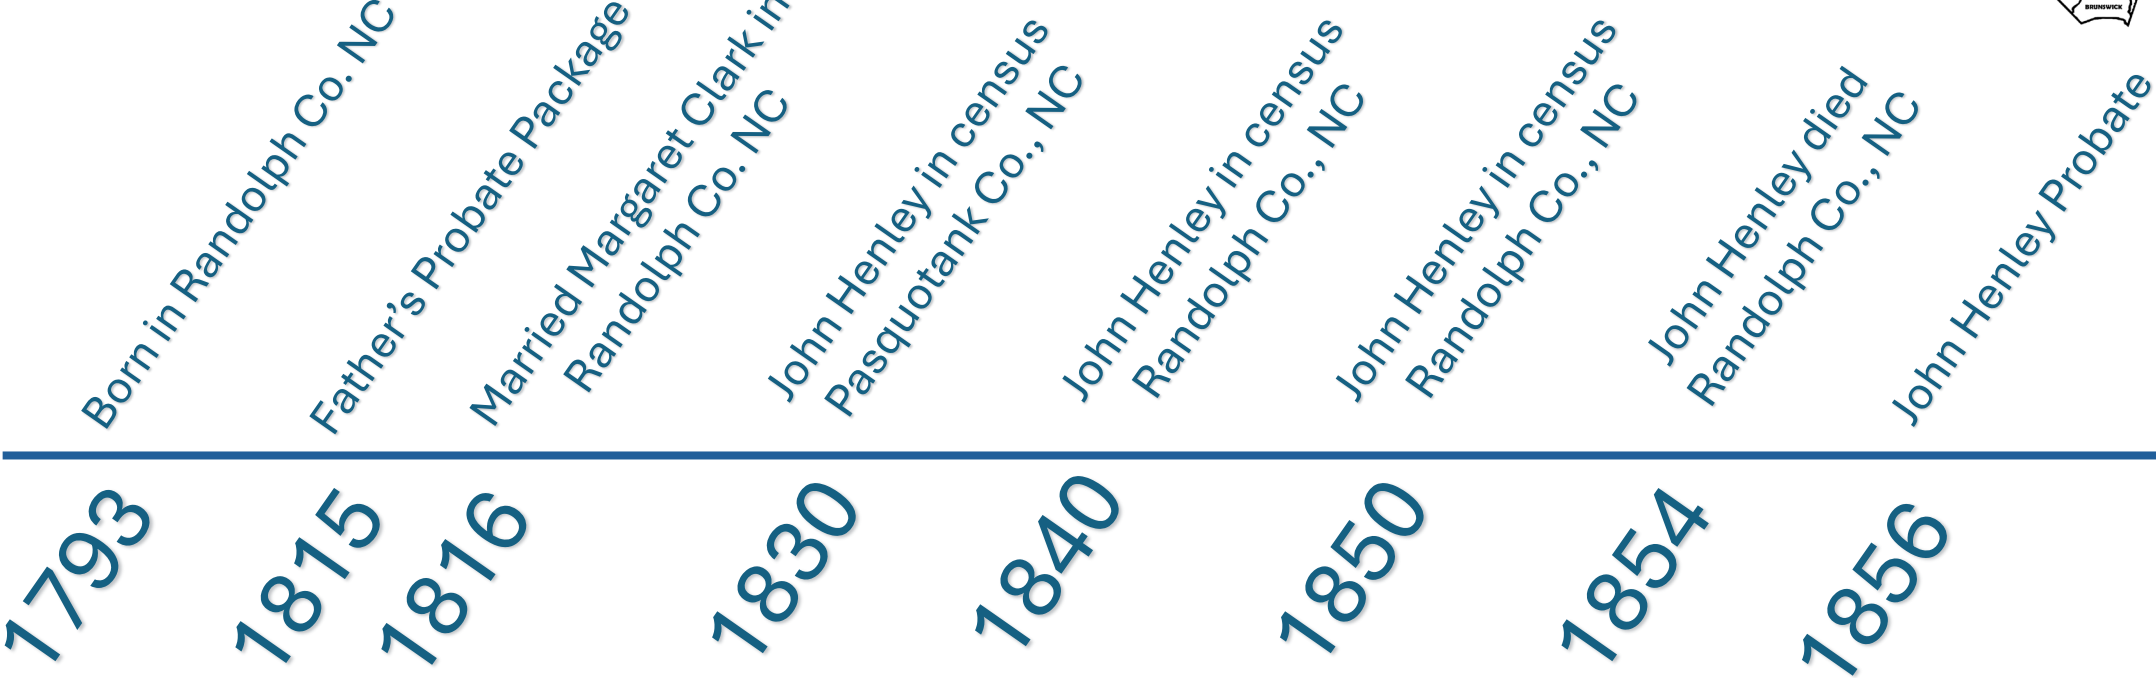 Born in Randolph Co. NC
Father’s Probate Package
Married Margaret Clark in
Randolph Co. NC
John Henley in census
Pasquotank Co., NC
John Henley in census
Randolph Co., NC
John Henley in census
Randolph Co., NC
John Henley died
Randolph Co., NC
John Henley Probate
BRUNSWICK
1793
1815
1816
1830
1840
1850
1854
1856